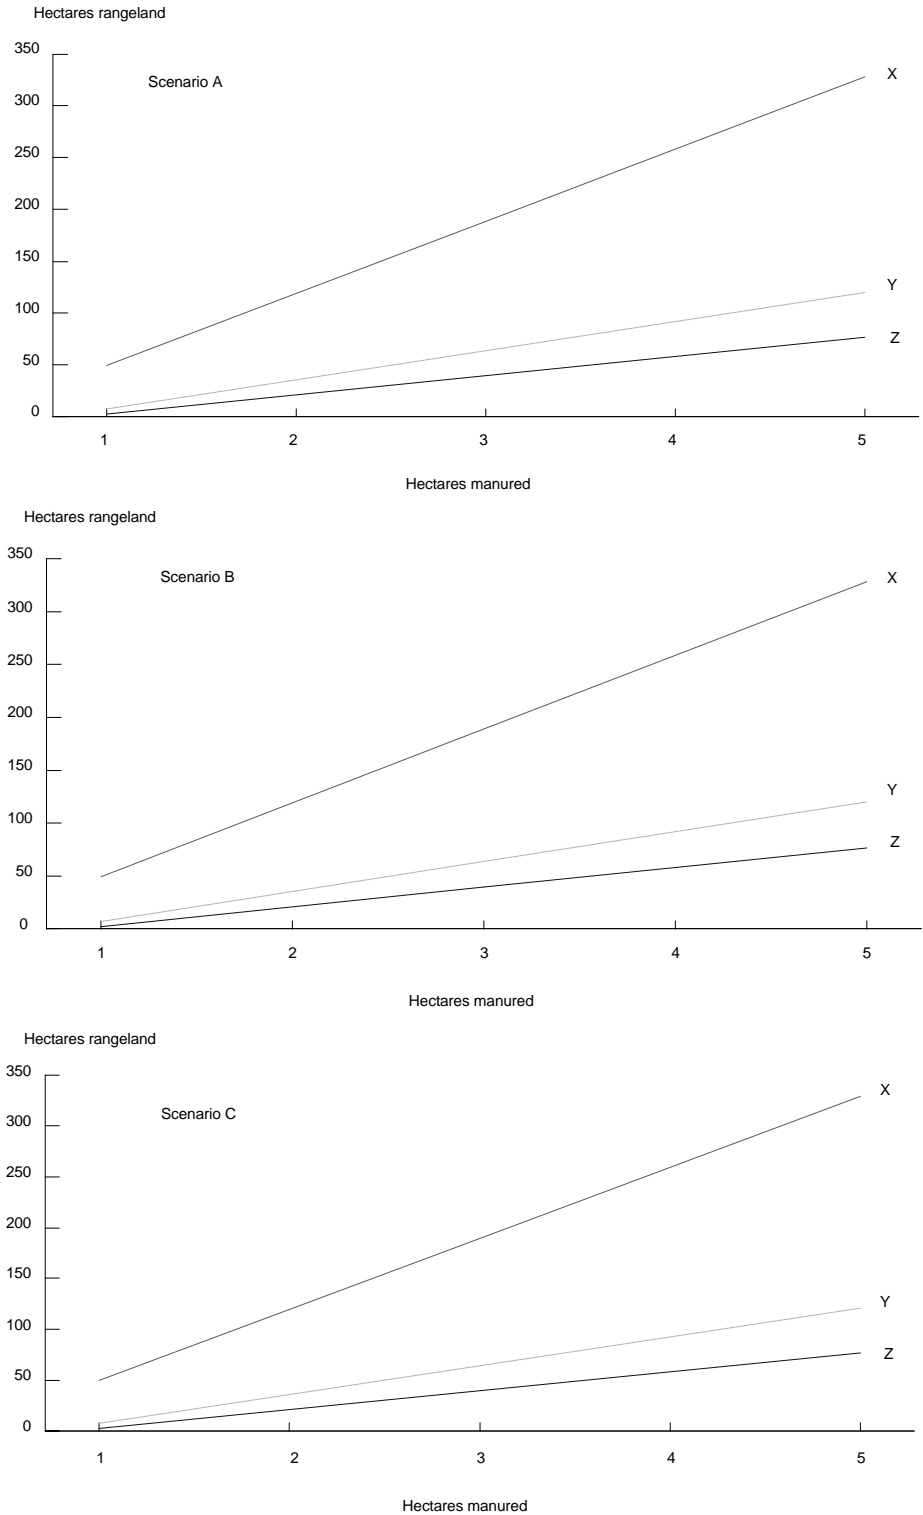 Hectares rangeland
350
Scenario A
X
300
250
200
150
Y
100
Z
50
0
1 2 3 4 5
Hectares manured
Hectares rangeland
350
Scenario B
X
300
250
200
150
Y
100
Z
50
0
1 2 3 4 5
Hectares manured
Hectares rangeland
350
X
Scenario C
300
250
200
150
Y
100
Z
50
0
1 2 3 4 5
Hectares manured